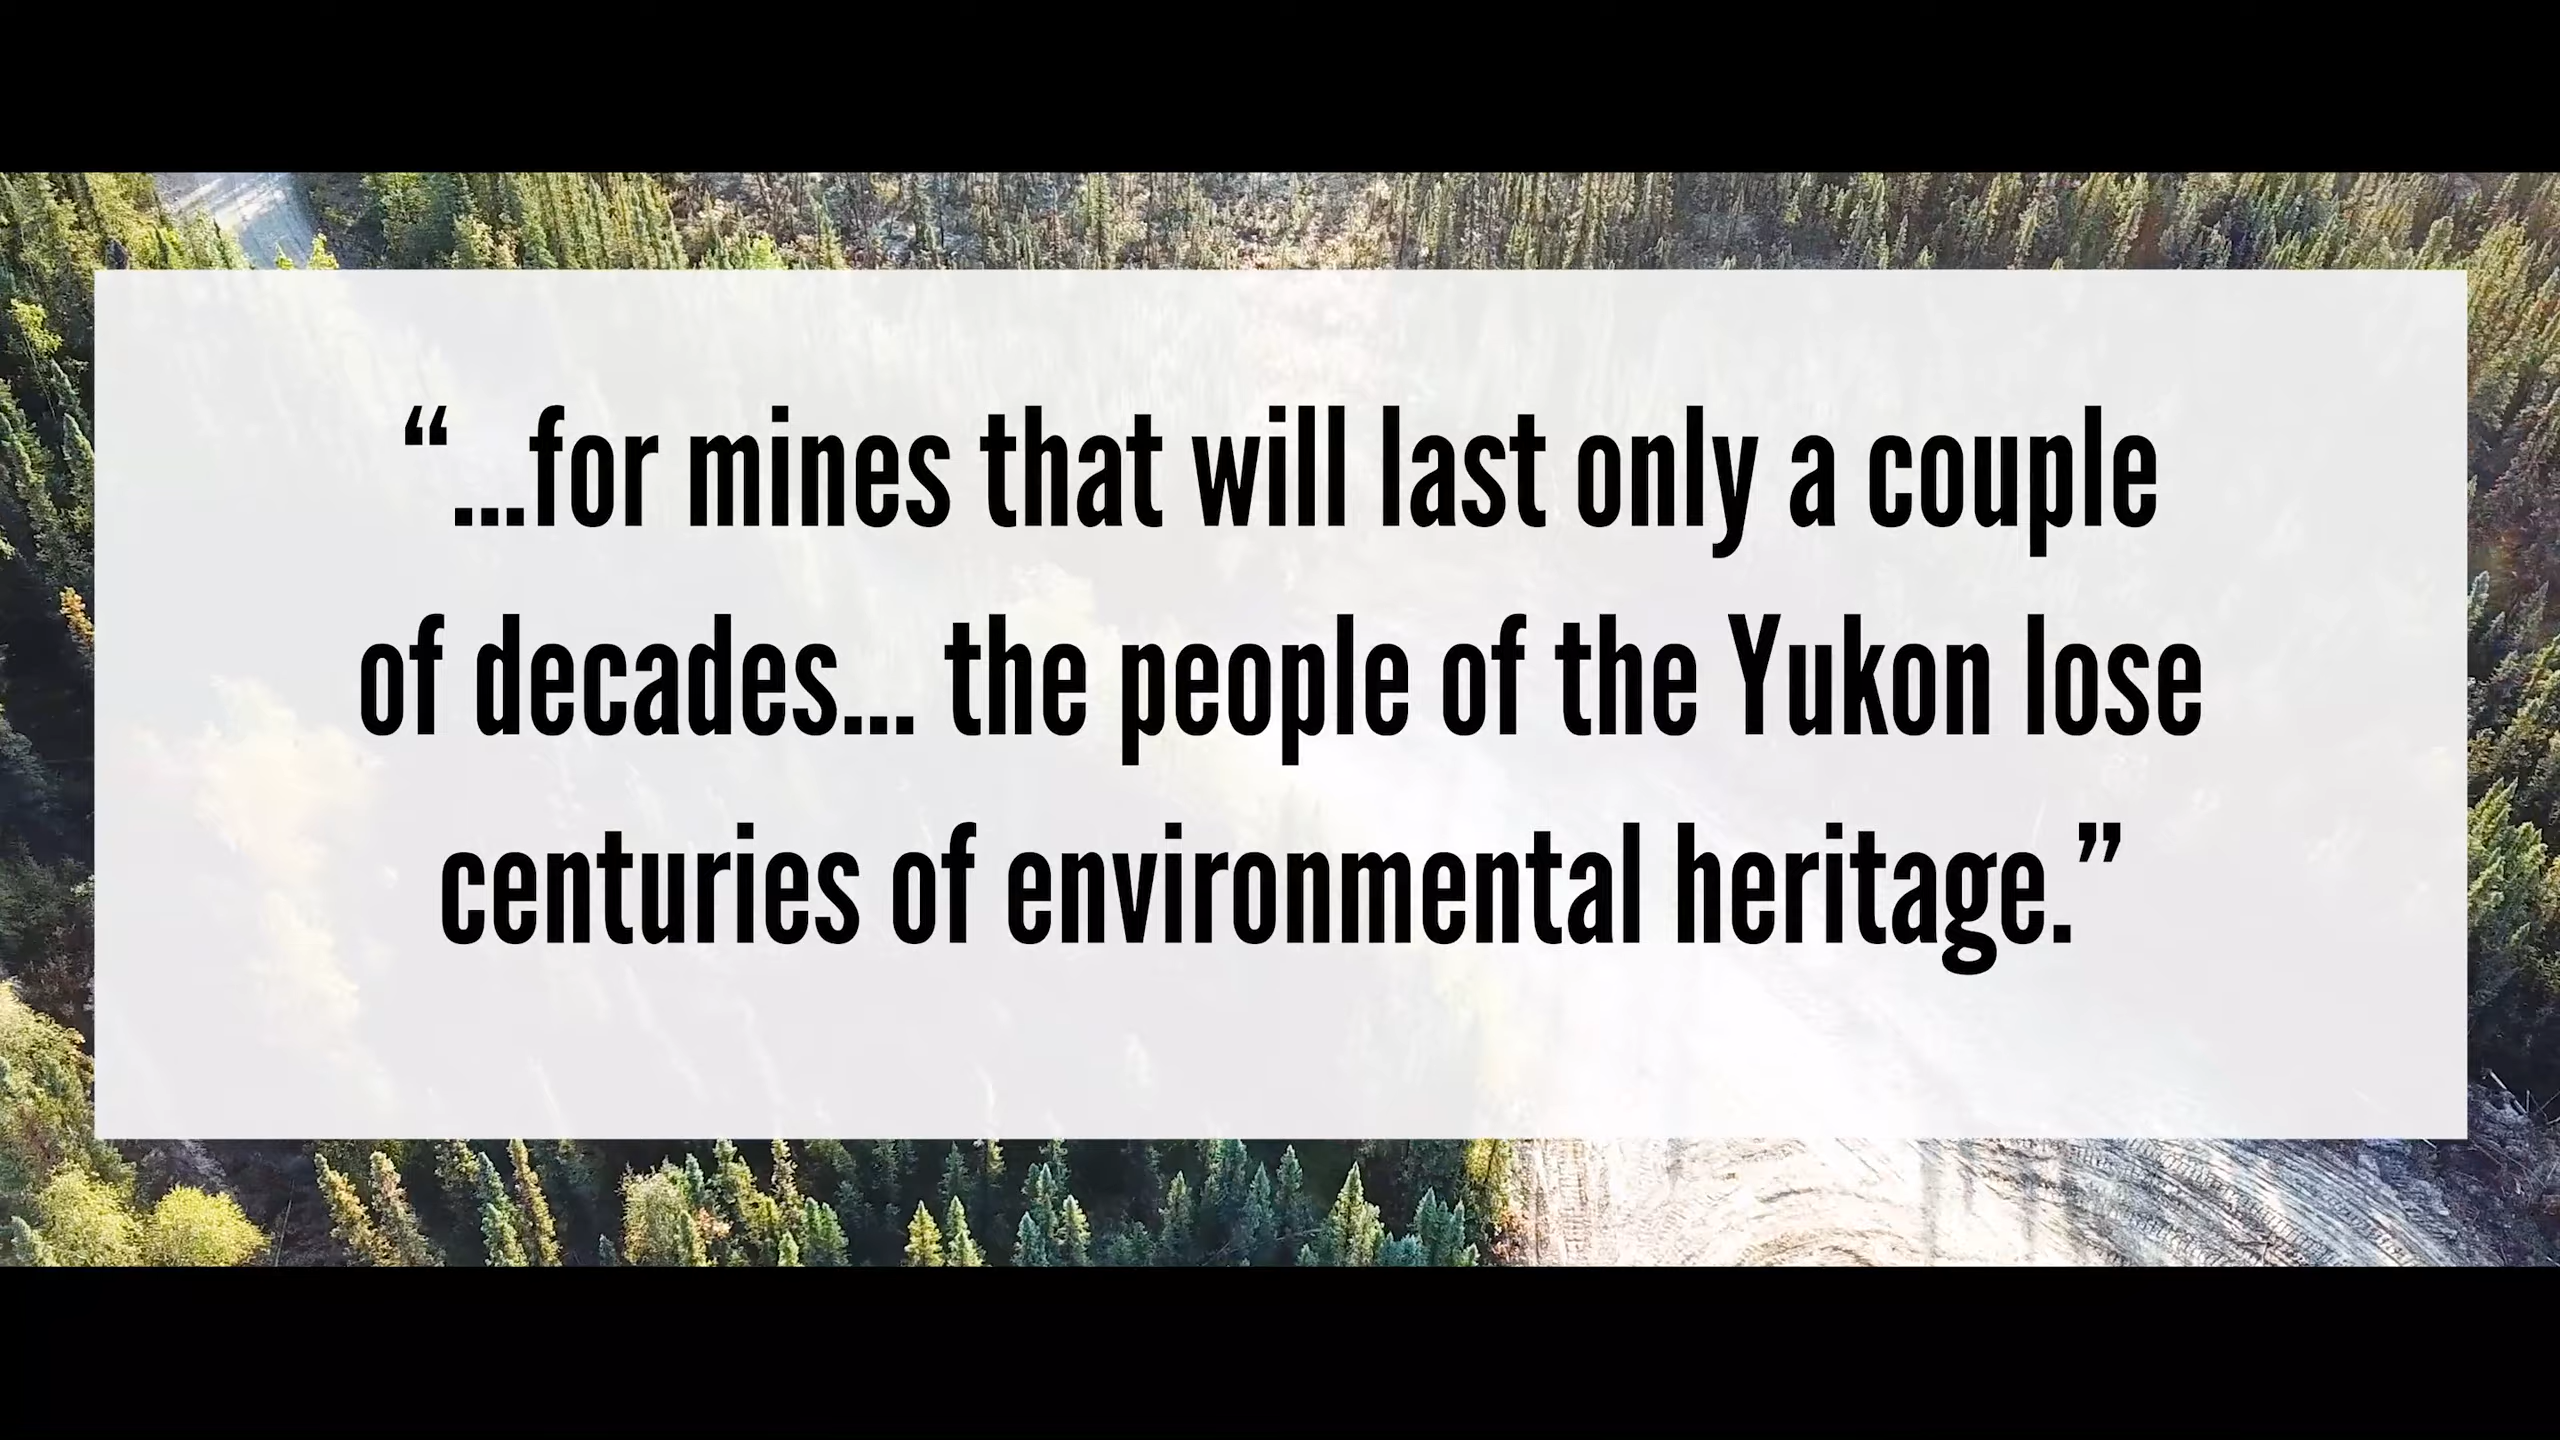 “...for mines that will last only a couple
of decades... the people of the Yukon lose
centuries of environmental heritage.”